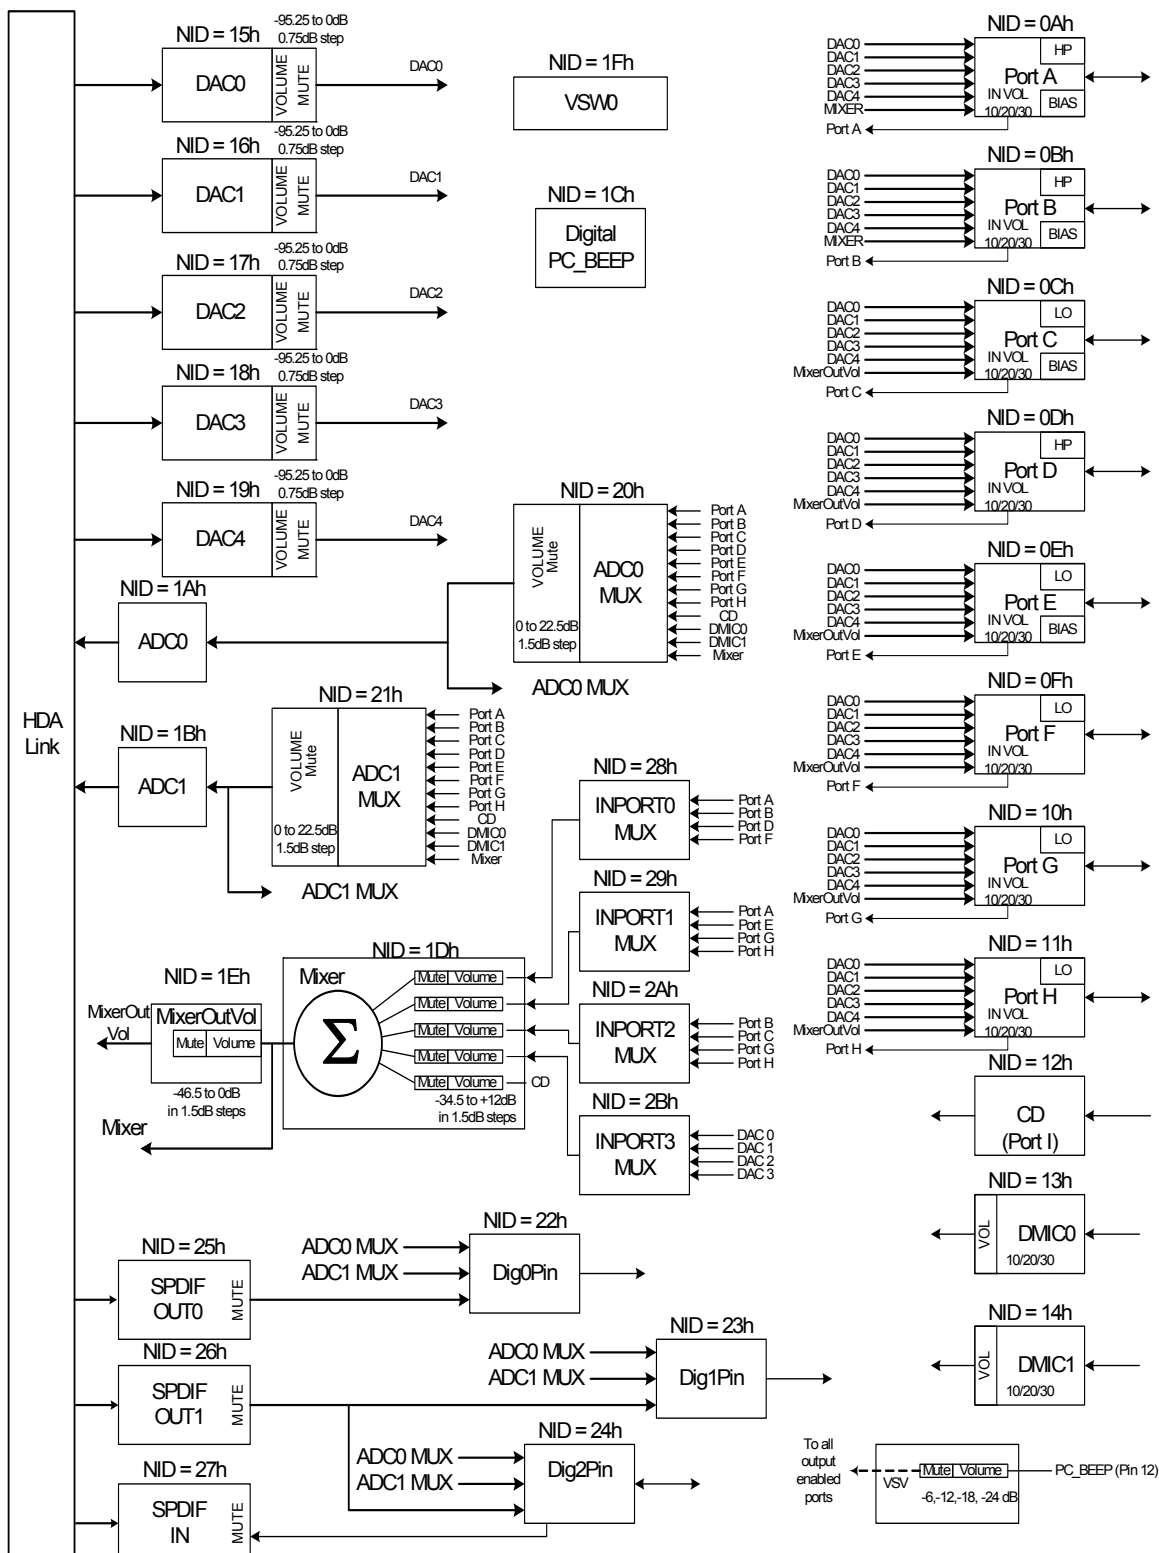 HDA
Link
NID = 15h
-95.25 to 0dB
0.75dB step
DAC0
VOLUME
MUTE
DAC0
NID = 16h
-95.25 to 0dB
0.75dB step
DAC1
VOLUME
MUTE
DAC1
NID = 17h
-95.25 to 0dB
0.75dB step
DAC2
VOLUME
MUTE
DAC2
NID = 18h
-95.25 to 0dB
0.75dB step
DAC3
VOLUME
MUTE
DAC3
NID = 19h
-95.25 to 0dB
0.75dB step
DAC4
VOLUME
MUTE
DAC4
NID = 1Fh
VSW0
NID = 1Ch
Digital
PC_BEEP
NID = 1Ah
ADC0
NID = 20h
VOLUME
Mute
0 to 22.5dB
1.5dB step
ADC0
MUX
Port A
Port B
Port C
Port D
Port E
Port F
Port G
Port H
CD
DMIC0
DMIC1
Mixer
ADC0 MUX
NID = 1Bh
ADC1
NID = 21h
VOLUME
Mute
0 to 22.5dB
1.5dB step
ADC1
MUX
Port A
Port B
Port C
Port D
Port E
Port F
Port G
Port H
CD
DMIC0
DMIC1
Mixer
ADC1 MUX
NID = 28h
INPORT0
MUX
Port A
Port B
Port D
Port F
NID = 29h
INPORT1
MUX
Port A
Port E
Port G
Port H
NID = 2Ah
INPORT2
MUX
Port B
Port C
Port G
Port H
NID = 2Bh
INPORT3
MUX
DAC 0
DAC 1
DAC 2
DAC 3
NID = 1Dh
Mixer
Σ
Mute Volume
Mute Volume
Mute Volume
Mute Volume
Mute Volume
CD
-34.5 to +12dB
in 1.5dB steps
NID = 1Eh
MixerOutVol
Mute Volume
-46.5 to 0dB
in 1.5dB steps
MixerOut
Vol
Mixer
NID = 25h
SPDIF
OUT0
MUTE
NID = 26h
SPDIF
OUT1
MUTE
NID = 27h
SPDIF
IN
MUTE
NID = 22h
ADC0 MUX
ADC1 MUX
Dig0Pin
NID = 23h
ADC0 MUX
ADC1 MUX
Dig1Pin
NID = 24h
ADC0 MUX
ADC1 MUX
Dig2Pin
NID = 0Ah
DAC0
DAC1
DAC2
DAC3
DAC4
MIXER
HP
Port A
IN VOL
10/20/30
BIAS
Port A
NID = 0Bh
DAC0
DAC1
DAC2
DAC3
DAC4
MIXER
HP
Port B
IN VOL
10/20/30
BIAS
Port B
NID = 0Ch
DAC0
DAC1
DAC2
DAC3
DAC4
MixerOutVol
LO
Port C
IN VOL
10/20/30
BIAS
Port C
NID = 0Dh
DAC0
DAC1
DAC2
DAC3
DAC4
MixerOutVol
HP
Port D
IN VOL
10/20/30
Port D
NID = 0Eh
DAC0
DAC1
DAC2
DAC3
DAC4
MixerOutVol
LO
Port E
IN VOL
10/20/30
BIAS
Port E
NID = 0Fh
DAC0
DAC1
DAC2
DAC3
DAC4
MixerOutVol
LO
Port F
IN VOL
10/20/30
Port F
NID = 10h
DAC0
DAC1
DAC2
DAC3
DAC4
MixerOutVol
LO
Port G
IN VOL
10/20/30
Port G
NID = 11h
DAC0
DAC1
DAC2
DAC3
DAC4
MixerOutVol
LO
Port H
IN VOL
10/20/30
Port H
NID = 12h
CD
(Port I)
NID = 13h
VOL
DMIC0
10/20/30
NID = 14h
VOL
DMIC1
10/20/30
To all
output
enabled
ports
VSV
Mute Volume
-6,-12,-18, -24 dB
PC_BEEP (Pin 12)